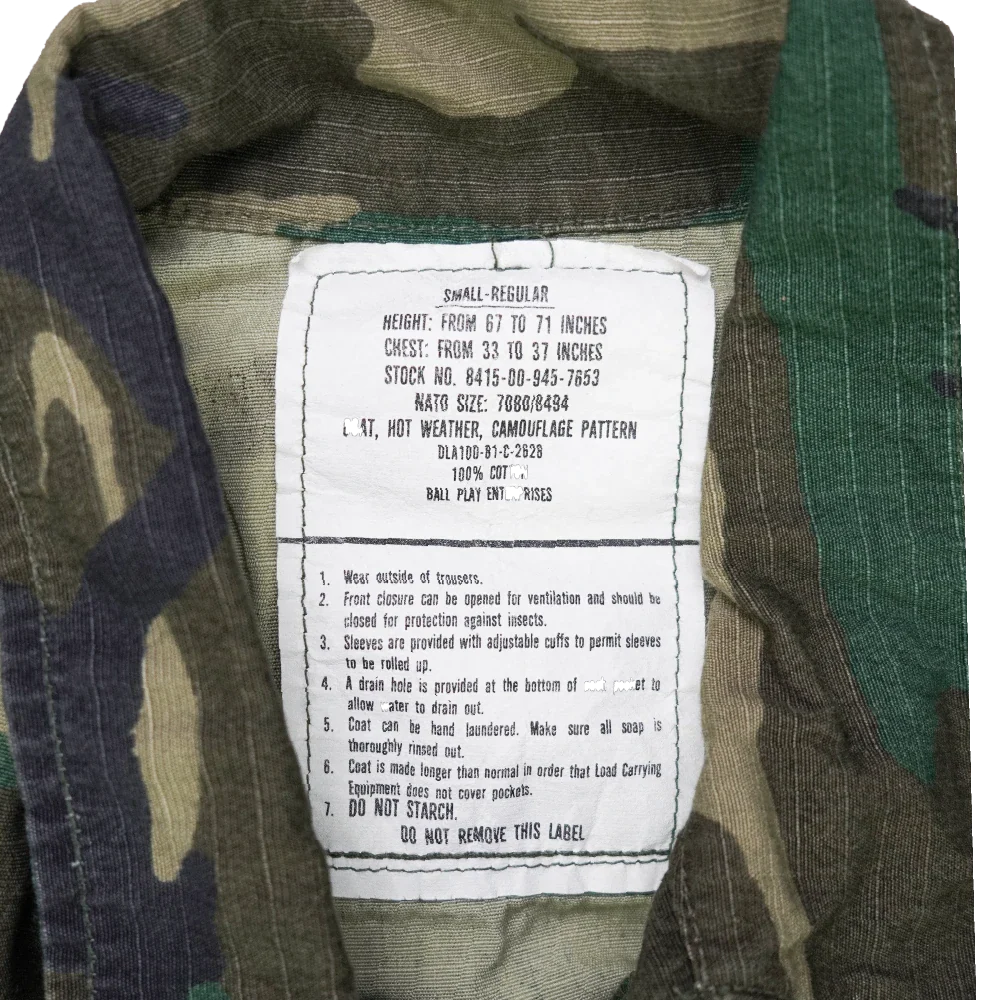 SMALL-REGULAR
HEIGHT: FROM 67 TO 71 INCHES
CHEST: FROM 33 TO 37 INCHES
STOCK NO. 8415-00-945-7653
NATO SIZE: 7080/8494
HOT WEATHER, CAMOUFLAGE PATTERN
DLA100-81-C-2628
100%
BALL PLAY
1. Wear outside of trousers.
2. Front closure can be opened for ventilation and should be
closed for protection against insects.
3. Sleeves are provided with adjustable cuffs to permit sleeves
to be rolled up.
4. A drain hole is provided at the bottom of to
allow to drain out.
5. Coat can be hand laundered. Make sure all soap is
thoroughly rinsed out.
6. Coat is made longer than normal in order that Load Carrying
Equipment does not cover pockets.
7. DO NOT STARCH.
DO NOT REMOVE THIS LABEL